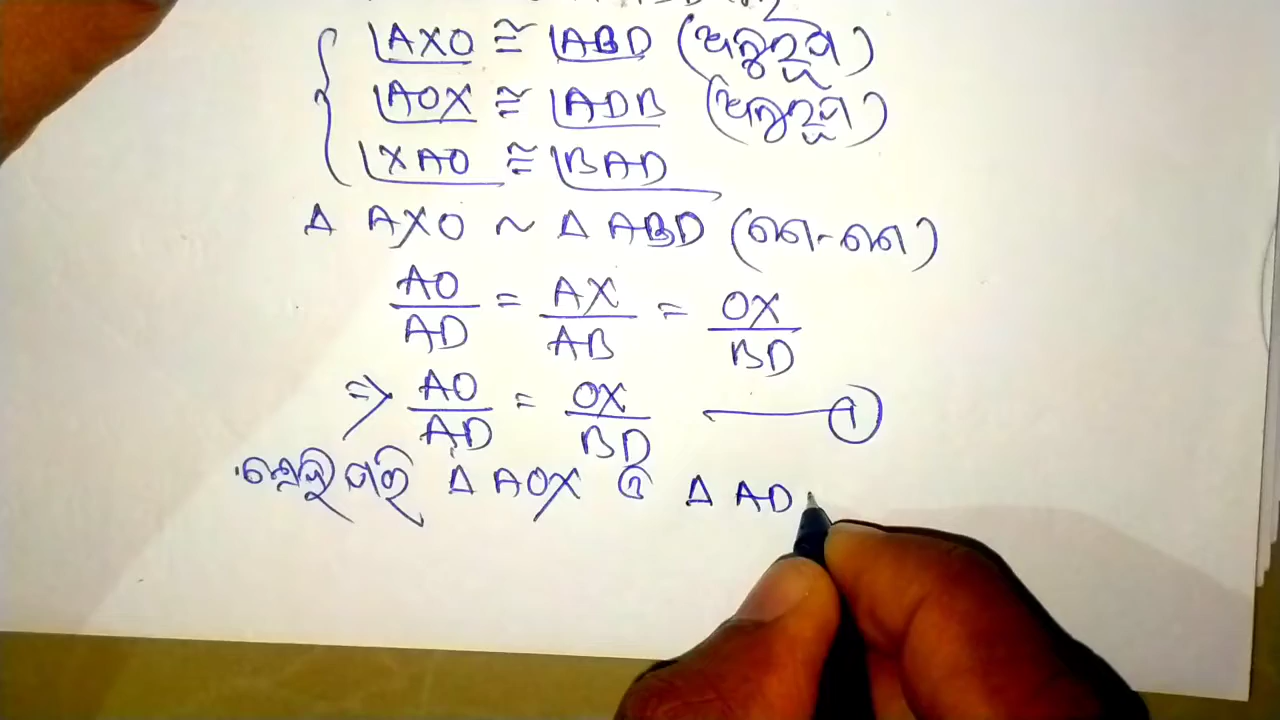 ∠AXO ≅ ∠ABD (ଅନୁରୂପ)
∠AOX ≅ ∠ADB (ଅନୁରୂପ)
∠XAO ≅ ∠BAD
Δ AXO ~ Δ ABD (କୋ-କୋ)
AO/AD = AX/AB = OX/BD
⇒ AO/AD = OX/BD —— ①
ସେହିପରି Δ AOX ଓ Δ AD